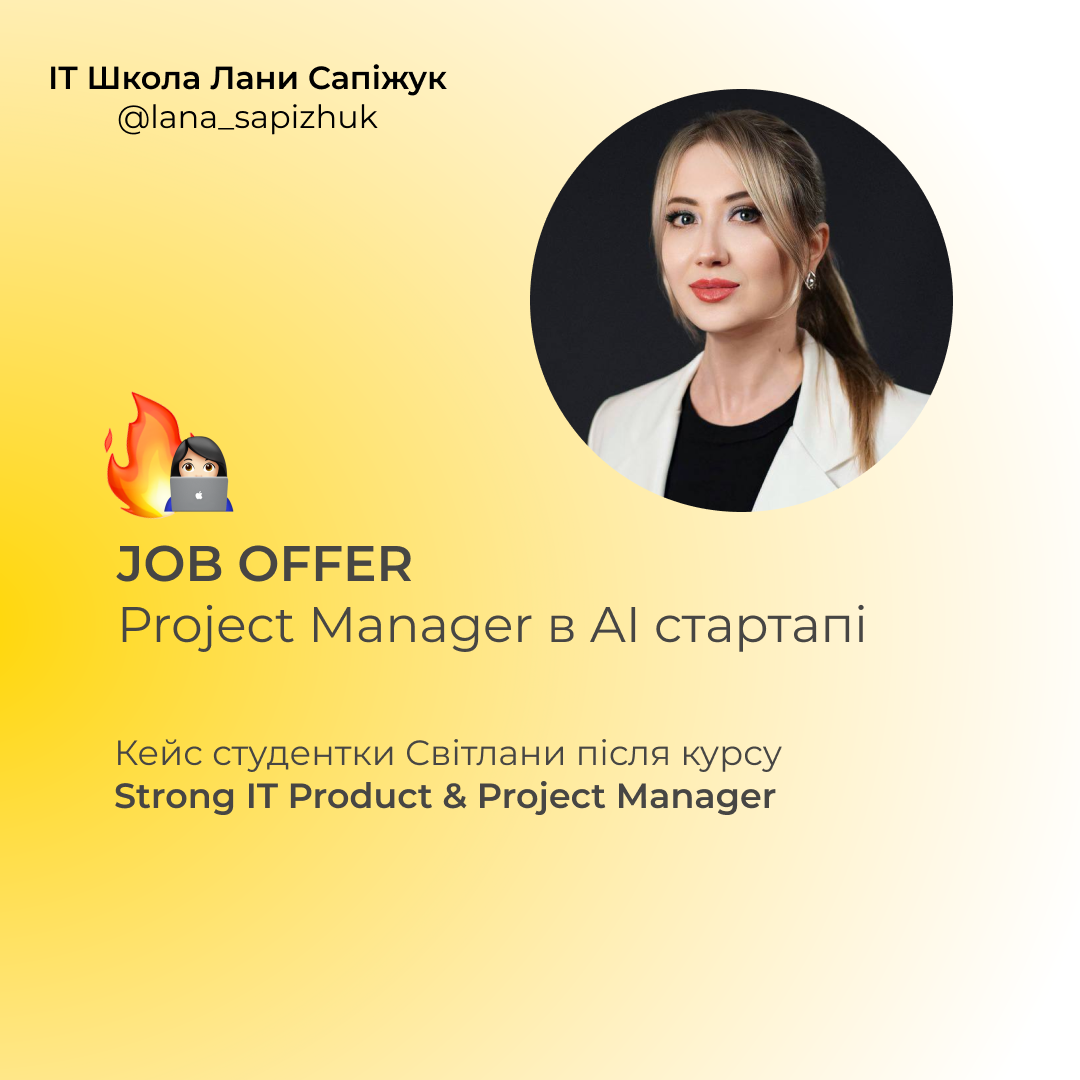 IT Школа Лани Сапіжук
@lana_sapizhuk
JOB OFFER
Project Manager в AI стартапі
Кейс студентки Світлани після курсу
Strong IT Product & Project Manager